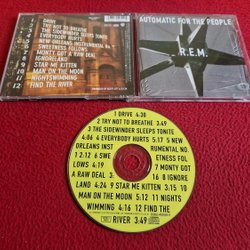 DRIVE
TRY NOT TO BREATHE
THE SIDEWINDER SLEEPS TONITE
EVERYBODY HURTS
NEW ORLEANS INSTRUMENTAL No. 1
SWEETNESS FOLLOWS
MONTY GOT A RAW DEAL
IGNORELAND
STAR ME KITTEN
MAN ON THE MOON
NIGHTSWIMMING
FIND THE RIVER
AUTOMATIC FOR THE PEOPLE
R.E.M.
1 DRIVE 4.30
2 TRY NOT TO BREATHE 3.49
3 THE SIDEWINDER SLEEPS TONITE
4.06 4 EVERYBODY HURTS 5.17 5 NEW
ORLEANS INST RUMENTAL NO
1 2.12 6 SWE ETNESS FOL
LOWS 4.19 7 MONTY GOT
A RAW DEAL 3.16 8 IGNORE
LAND 4.24 9 STAR ME KITTEN 3.15 10
MAN ON THE MOON 5.12 11 NIGHTS
WIMMING 4.16 12 FIND THE
RIVER 3.49